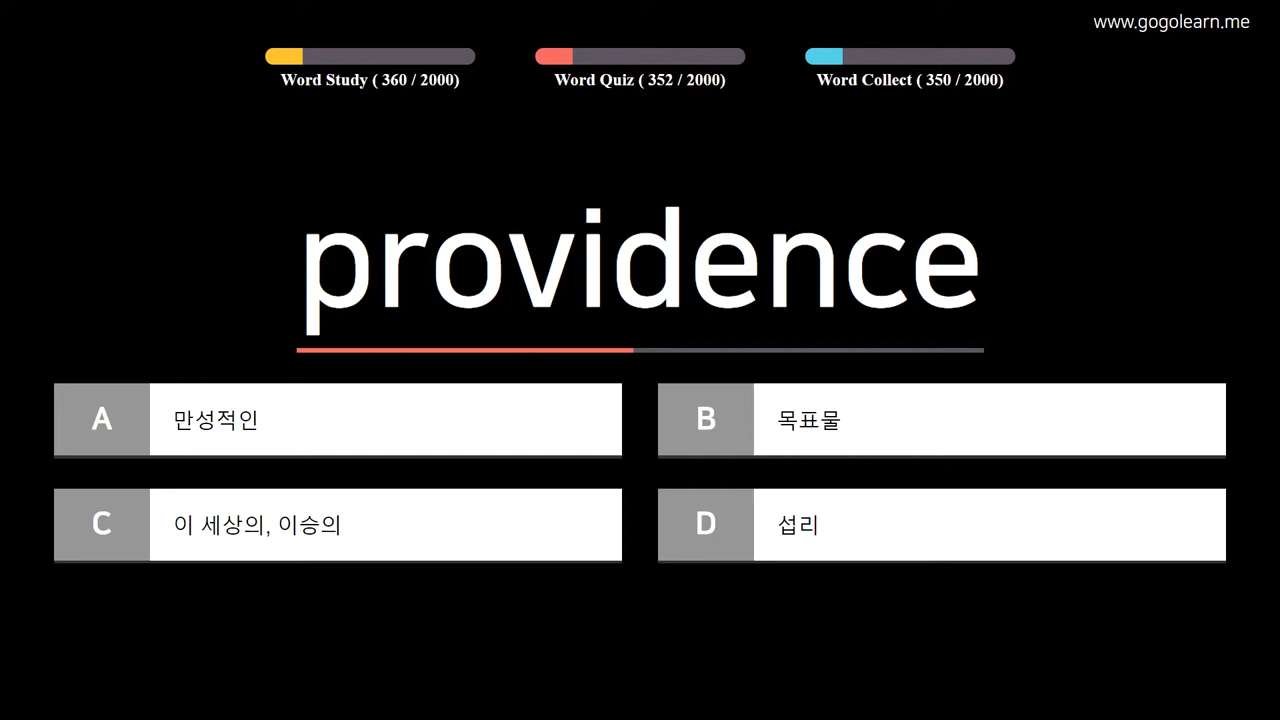 www.gogolearn.me
Word Study ( 360 / 2000)
Word Quiz ( 352 / 2000)
Word Collect ( 350 / 2000)
providence
A 만성적인
B 목표물
C 이 세상의, 이승의
D 섭리